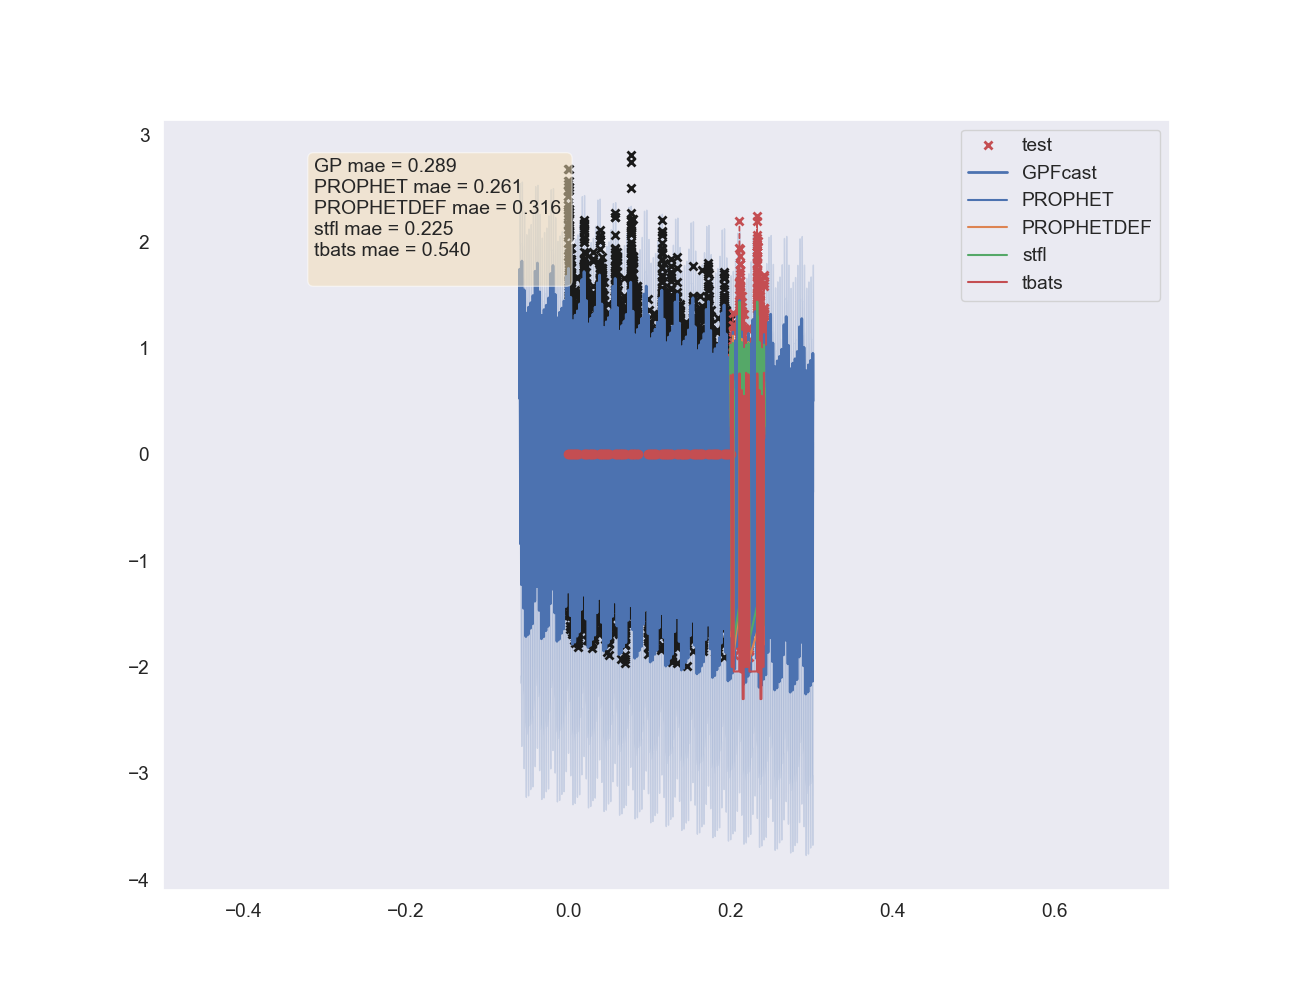 3
2
1
0
−1
−2
−3
−4
−0.4
−0.2
0.0
0.2
0.4
0.6
GP mae = 0.289
PROPHET mae = 0.261
PROPHETDEF mae = 0.316
stfl mae = 0.225
tbats mae = 0.540
test
GPFcast
PROPHET
PROPHETDEF
stfl
tbats